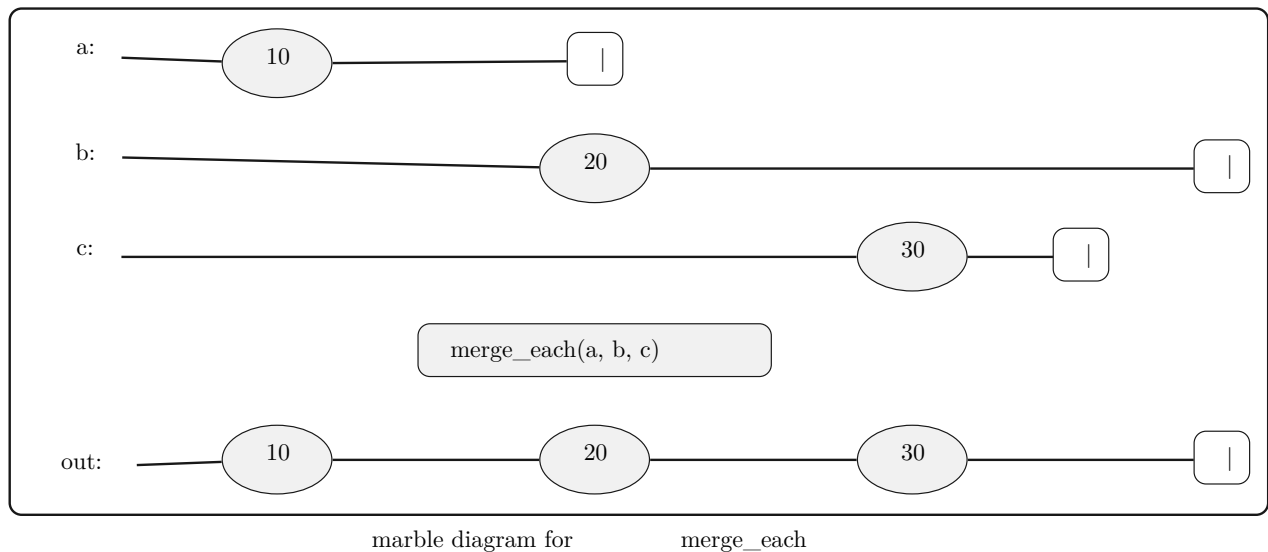 a: 10 |
b: 20 |
c: 30 |
merge_each(a, b, c)
out: 10 20 30 |
marble diagram for merge_each